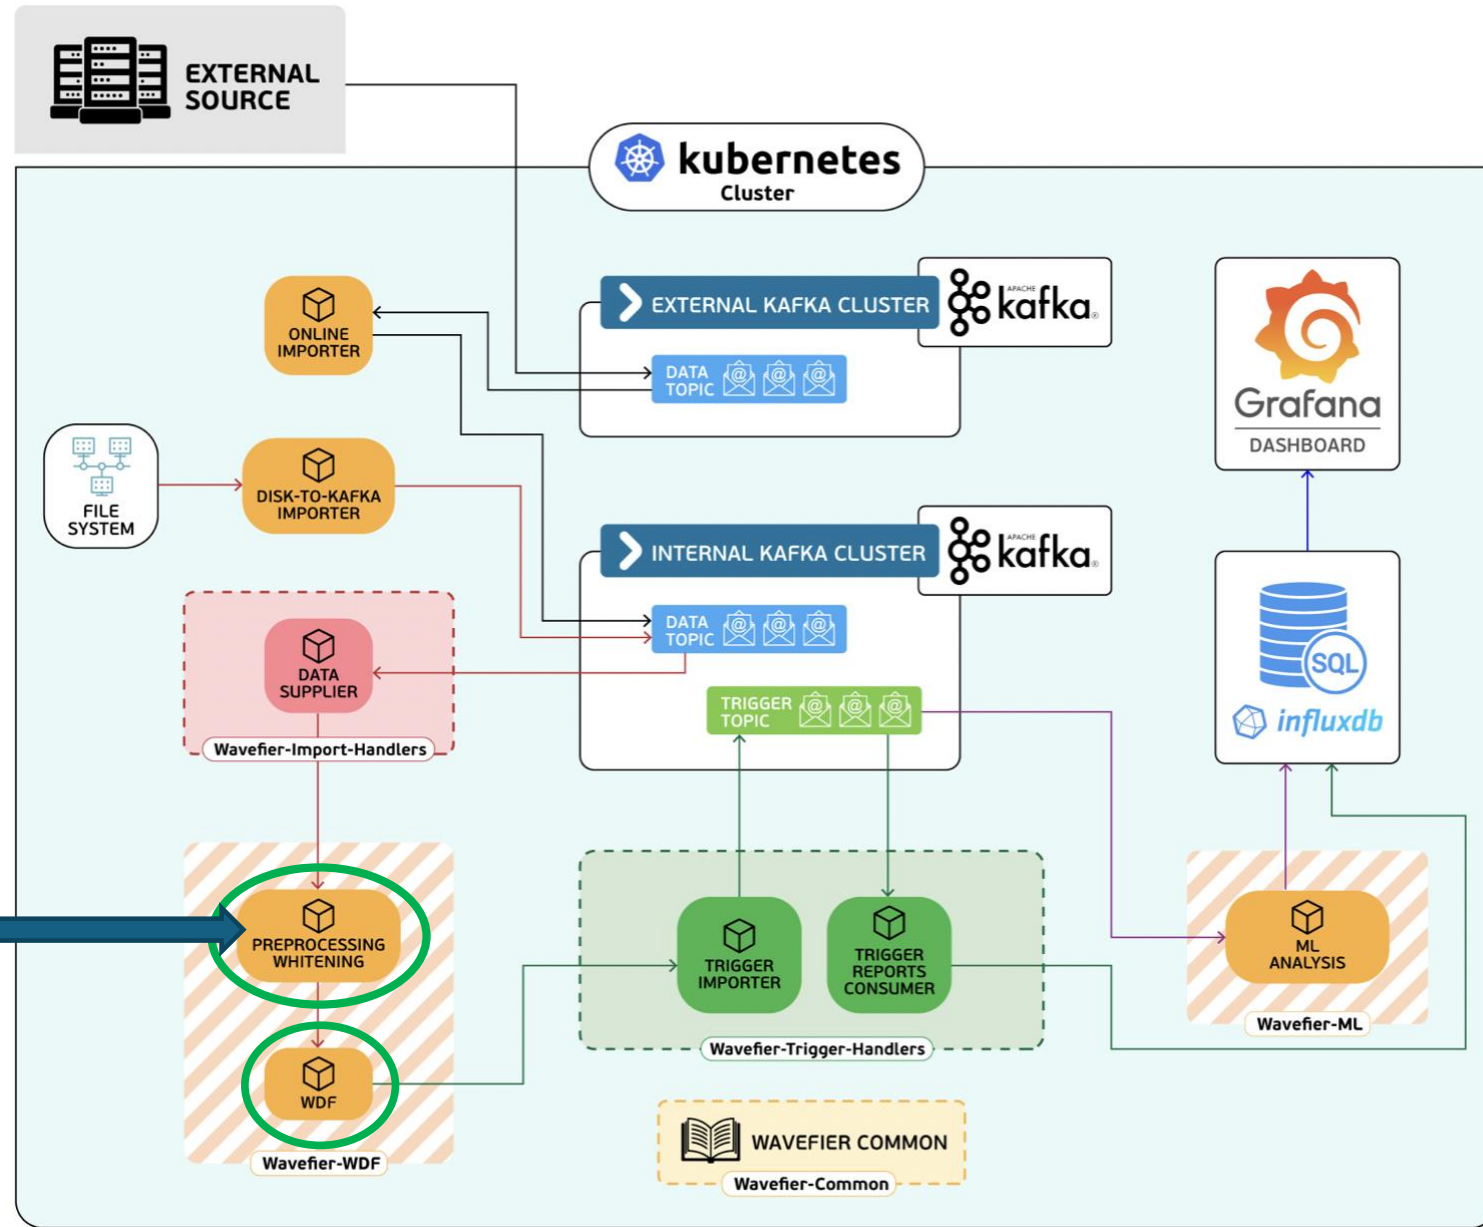 EXTERNAL
SOURCE
kubernetes
Cluster
ONLINE
IMPORTER
EXTERNAL KAFKA CLUSTER
APACHE
kafka®
DATA
TOPIC
Grafana
DASHBOARD
FILE
SYSTEM
DISK-TO-KAFKA
IMPORTER
INTERNAL KAFKA CLUSTER
APACHE
kafka®
DATA
TOPIC
DATA
SUPPLIER
Wavefier-Import-Handlers
TRIGGER
TOPIC
SQL
influxdb
PREPROCESSING
WHITENING
WDF
Wavefier-WDF
TRIGGER
IMPORTER
TRIGGER
REPORTS
CONSUMER
Wavefier-Trigger-Handlers
ML
ANALYSIS
Wavefier-ML
WAVEFIER COMMON
Wavefier-Common